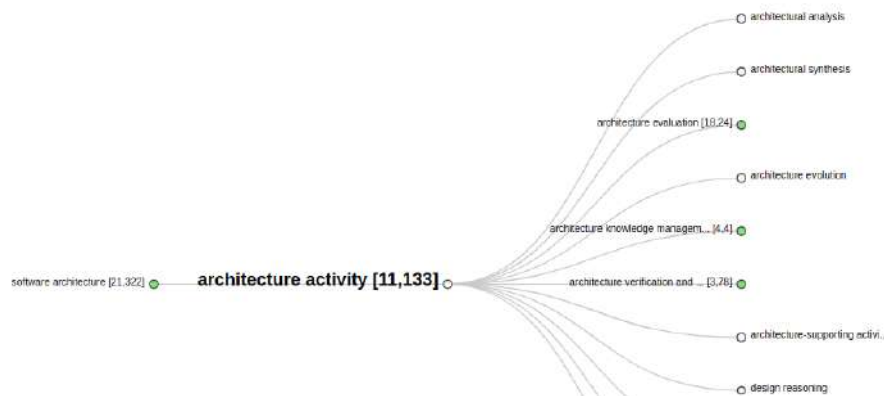 architectural analysis
architectural synthesis
architecture evaluation [18,24]
architecture evolution
architecture knowledge managem... [4,4]
software architecture [21,322]
architecture activity [11,133]
architecture verification and ... [3,78]
architecture-supporting activi...
design reasoning